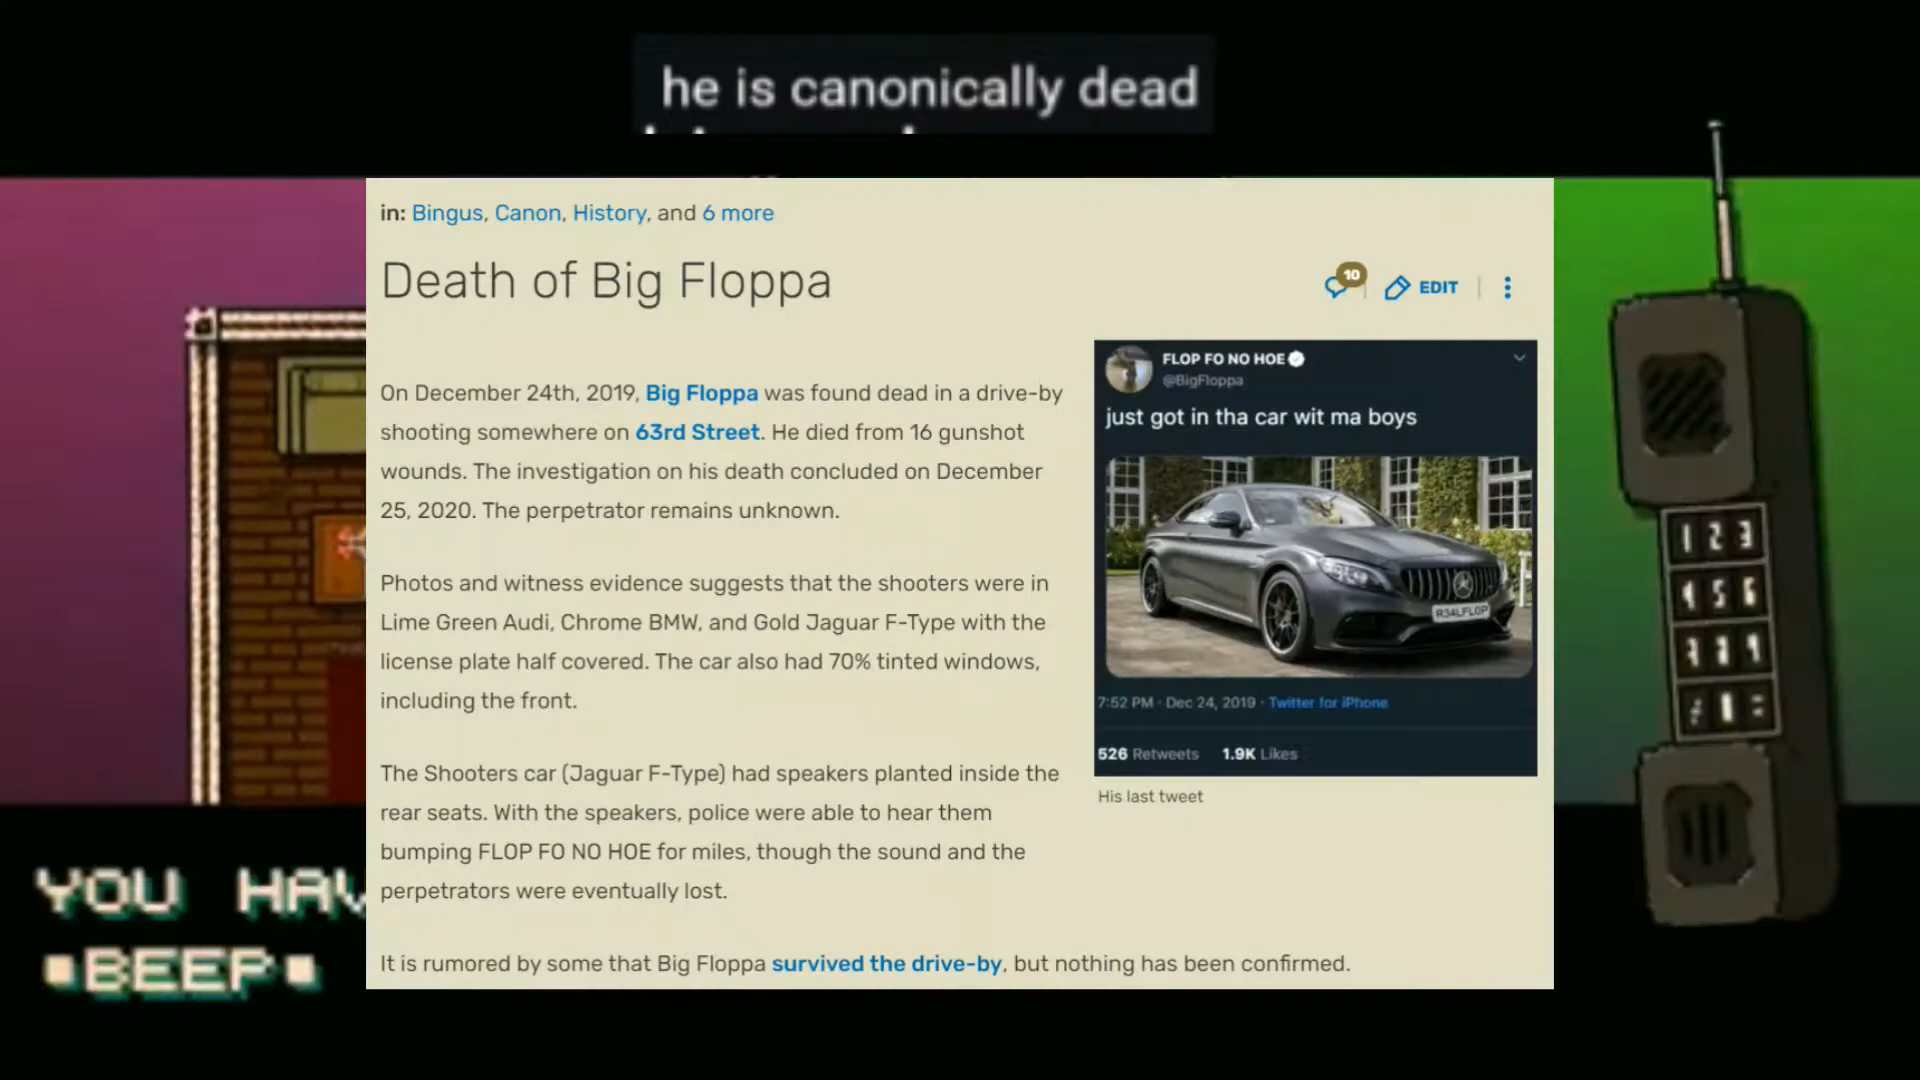 he is canonically dead
in: Bingus, Canon, History, and 6 more
Death of Big Floppa
10
EDIT
On December 24th, 2019, Big Floppa was found dead in a drive-by
shooting somewhere on 63rd Street. He died from 16 gunshot
wounds. The investigation on his death concluded on December
25, 2020. The perpetrator remains unknown.
Photos and witness evidence suggests that the shooters were in
Lime Green Audi, Chrome BMW, and Gold Jaguar F-Type with the
license plate half covered. The car also had 70% tinted windows,
including the front.
The Shooters car (Jaguar F-Type) had speakers planted inside the
rear seats. With the speakers, police were able to hear them
bumping FLOP FO NO HOE for miles, though the sound and the
perpetrators were eventually lost.
It is rumored by some that Big Floppa survived the drive-by, but nothing has been confirmed.
FLOP FO NO HOE
@BigFloppa
just got in tha car wit ma boys
R34LFLOP
7:52 PM · Dec 24, 2019 · Twitter for iPhone
526 Retweets 1.9K Likes
His last tweet
YOU HAV
•BEEP•
1 2 3
4 5 6